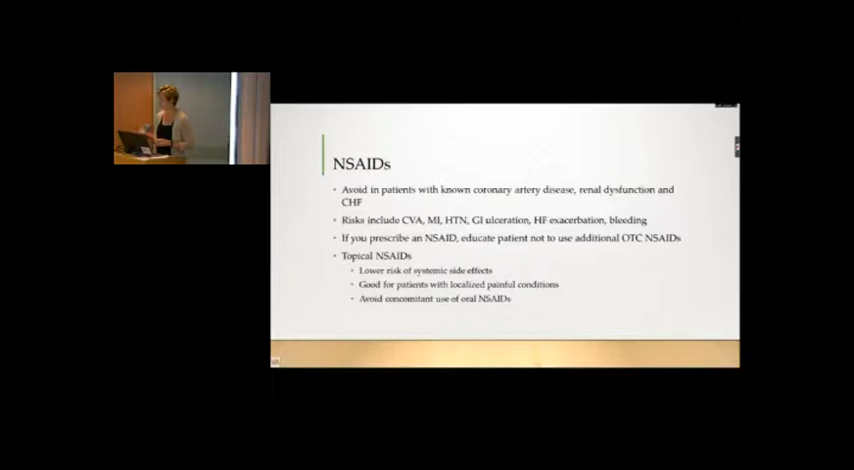 NSAIDs
• Avoid in patients with known coronary artery disease, renal dysfunction and
CHF
• Risks include CVA, MI, HTN, GI ulceration, HF exacerbation, bleeding
• If you prescribe an NSAID, educate patient not to use additional OTC NSAIDs
• Topical NSAIDs
• Lower risk of systemic side effects
• Good for patients with localized painful conditions
• Avoid concomitant use of oral NSAIDs